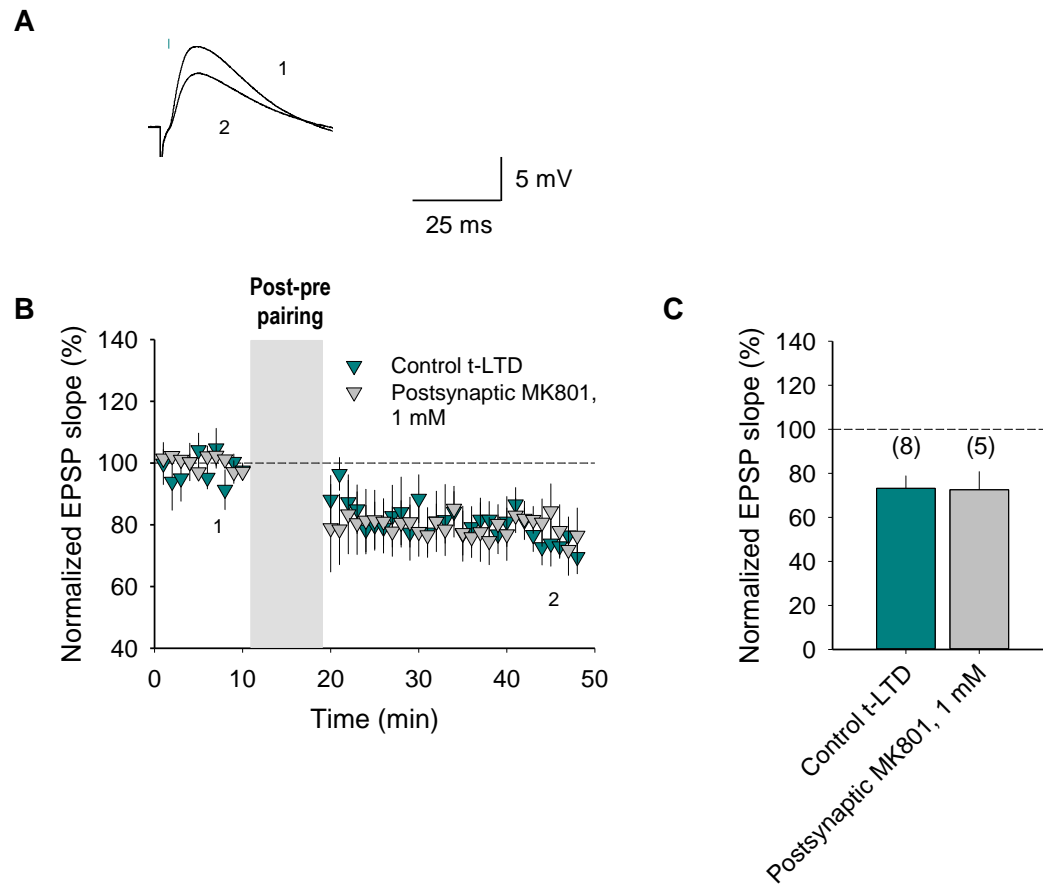 A
1
2
5 mV
25 ms
B
Post-pre
pairing
Normalized EPSP slope (%)
140
120
100
80
60
40
Control t-LTD
Postsynaptic MK801,
1 mM
1
2
0
10
20
30
40
50
Time (min)
C
Normalized EPSP slope (%)
140
120
100
80
60
40
20
0
(8)
(5)
Control t-LTD
Postsynaptic MK801, 1 mM